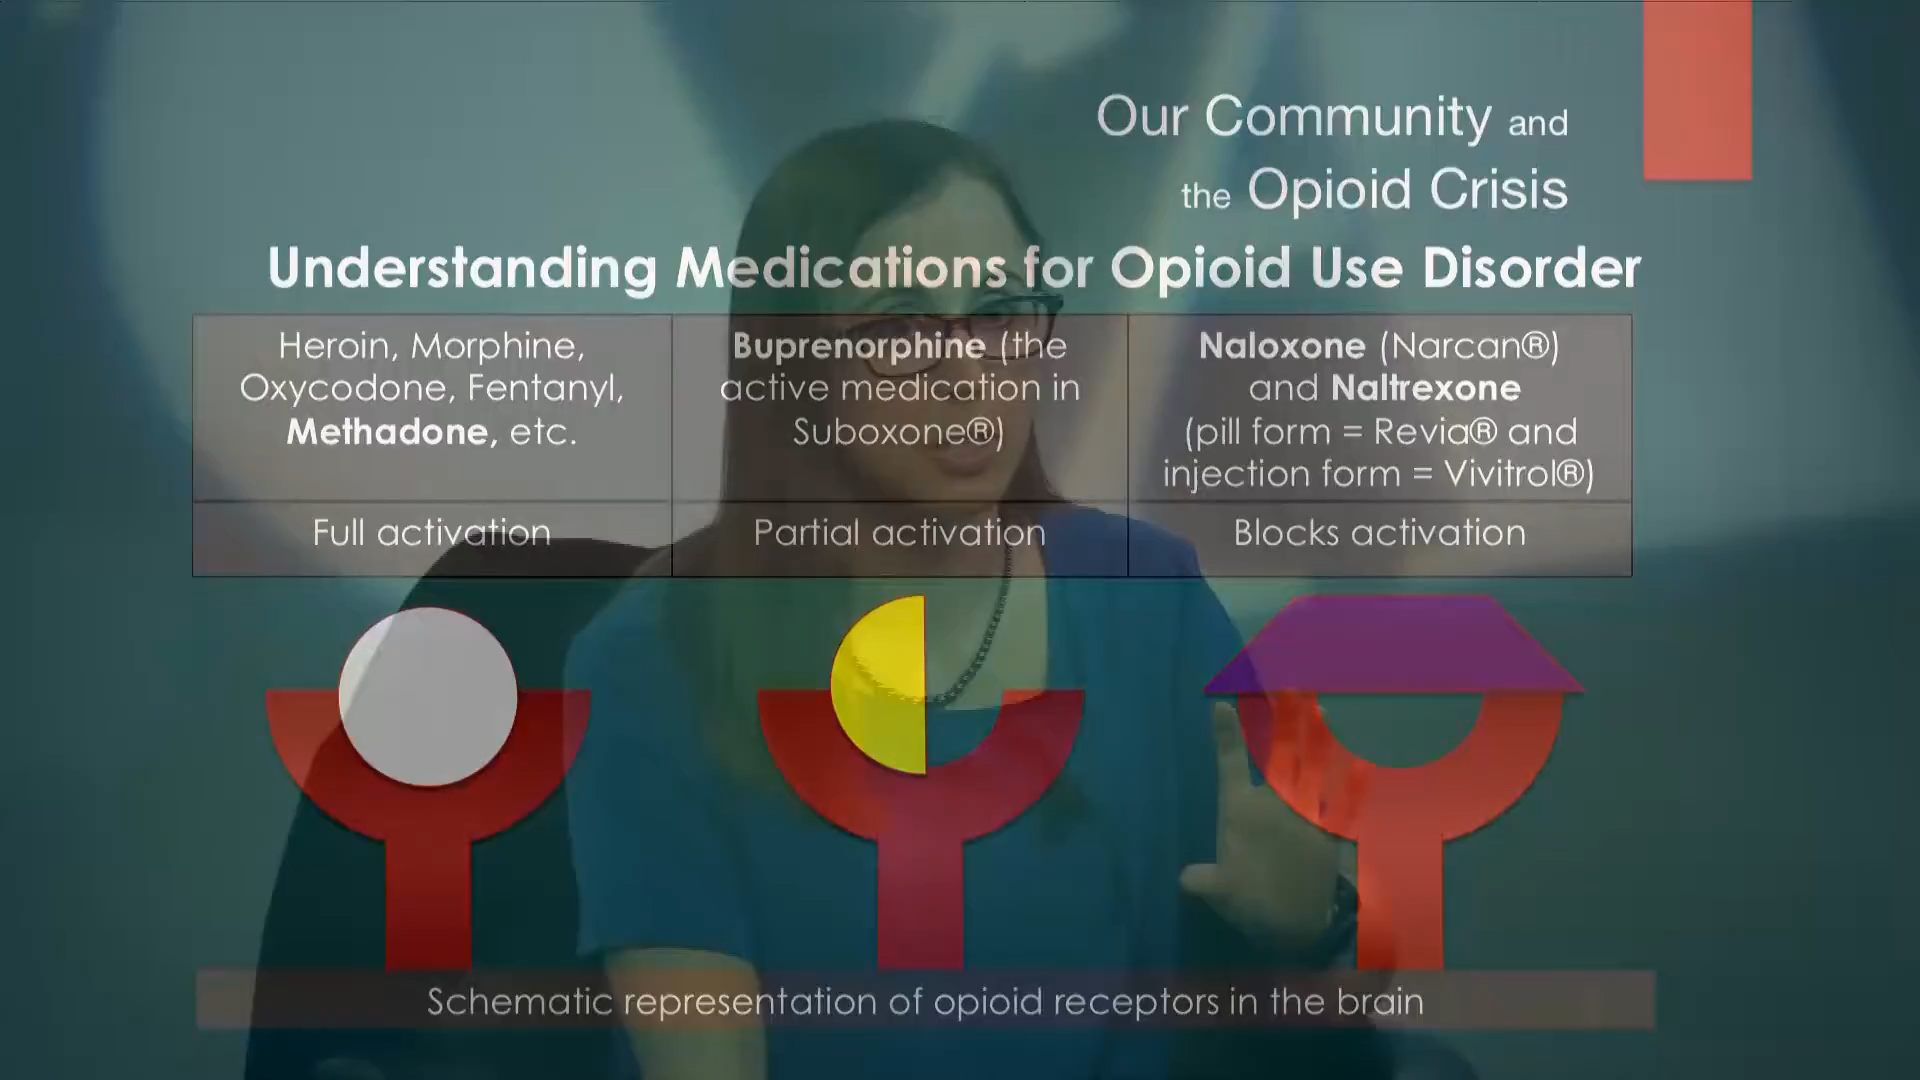 Our Community and
the Opioid Crisis
Understanding Medications for Opioid Use Disorder
Heroin, Morphine,
Oxycodone, Fentanyl,
Methadone, etc.
Buprenorphine (the
active medication in
Suboxone®)
Naloxone (Narcan®)
and Naltrexone
(pill form = Revia® and
injection form = Vivitrol®)
Full activation
Partial activation
Blocks activation
Schematic representation of opioid receptors in the brain